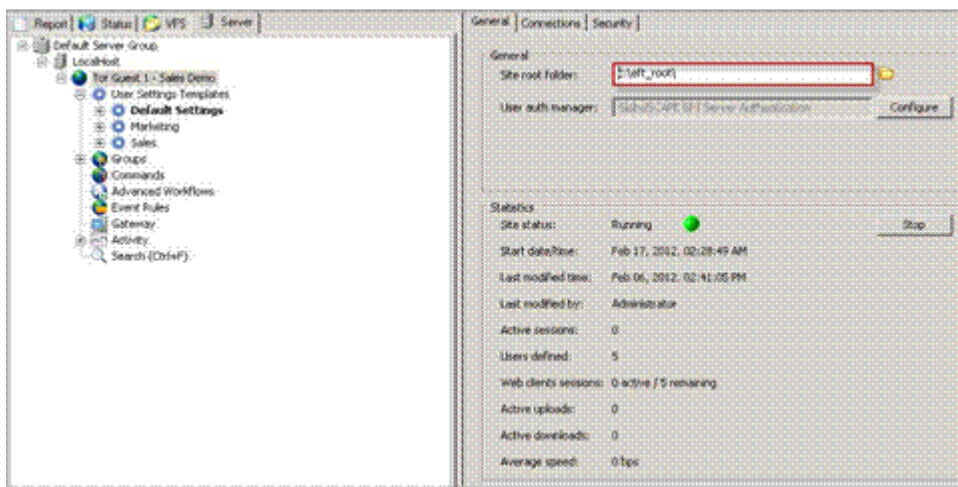 Report Status VFS Server
Default Server Group
LocalHost
Tor Guest 1 - Sales Demo
User Settings Templates
Default Settings
Marketing
Sales
Groups
Commands
Advanced Workflows
Event Rules
Gateway
Activity
Search (Ctrl+F)
General Connections Security
General
Site root folder: \eft_root\
User auth manager: GlobalSCAPE EFT Server Authentication Configure
Statistics
Site status: Running Stop
Start date/time: Feb 17, 2012, 02:28:49 AM
Last modified time: Feb 06, 2012, 02:41:05 PM
Last modified by: Administrator
Active sessions: 0
Users defined: 5
Web clients sessions: 0 active / 5 remaining
Active uploads: 0
Active downloads: 0
Average speed: 0 bps